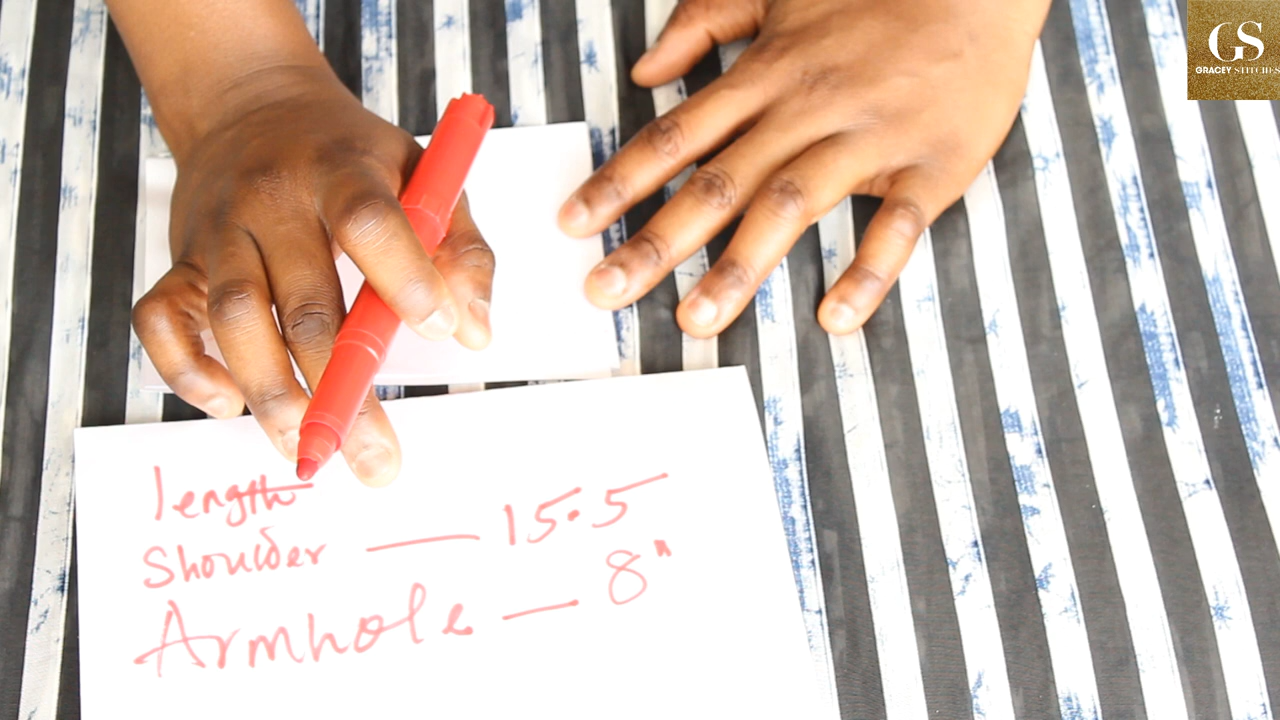 GS
GRACEY STITCHES
length
Shoulder — 15.5
Armhole — 8"